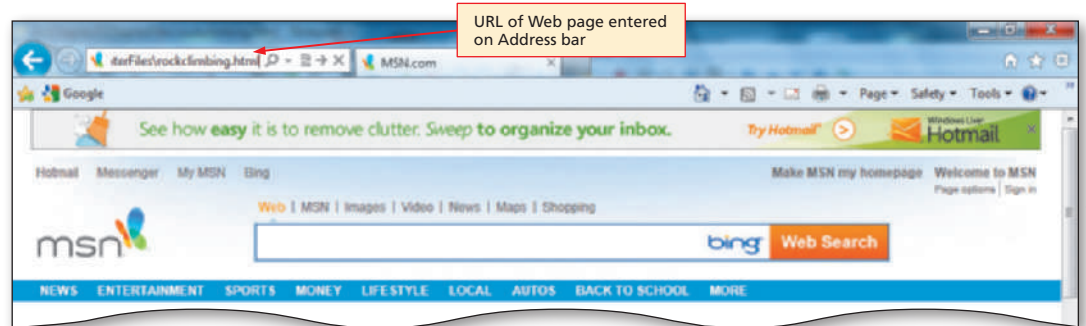 URL of Web page entered
on Address bar
\rockclimbing.html
MSN.com
Google
Page Safety Tools
See how easy it is to remove clutter. Sweep to organize your inbox.
Try Hotmail
Windows Live
Hotmail
Hotmail Messenger My MSN Bing
Make MSN my homepage
Welcome to MSN
Page options | Sign in
Web | MSN | Images | Video | News | Maps | Shopping
msn
bing
Web Search
NEWS ENTERTAINMENT SPORTS MONEY LIFESTYLE LOCAL AUTOS BACK TO SCHOOL MORE